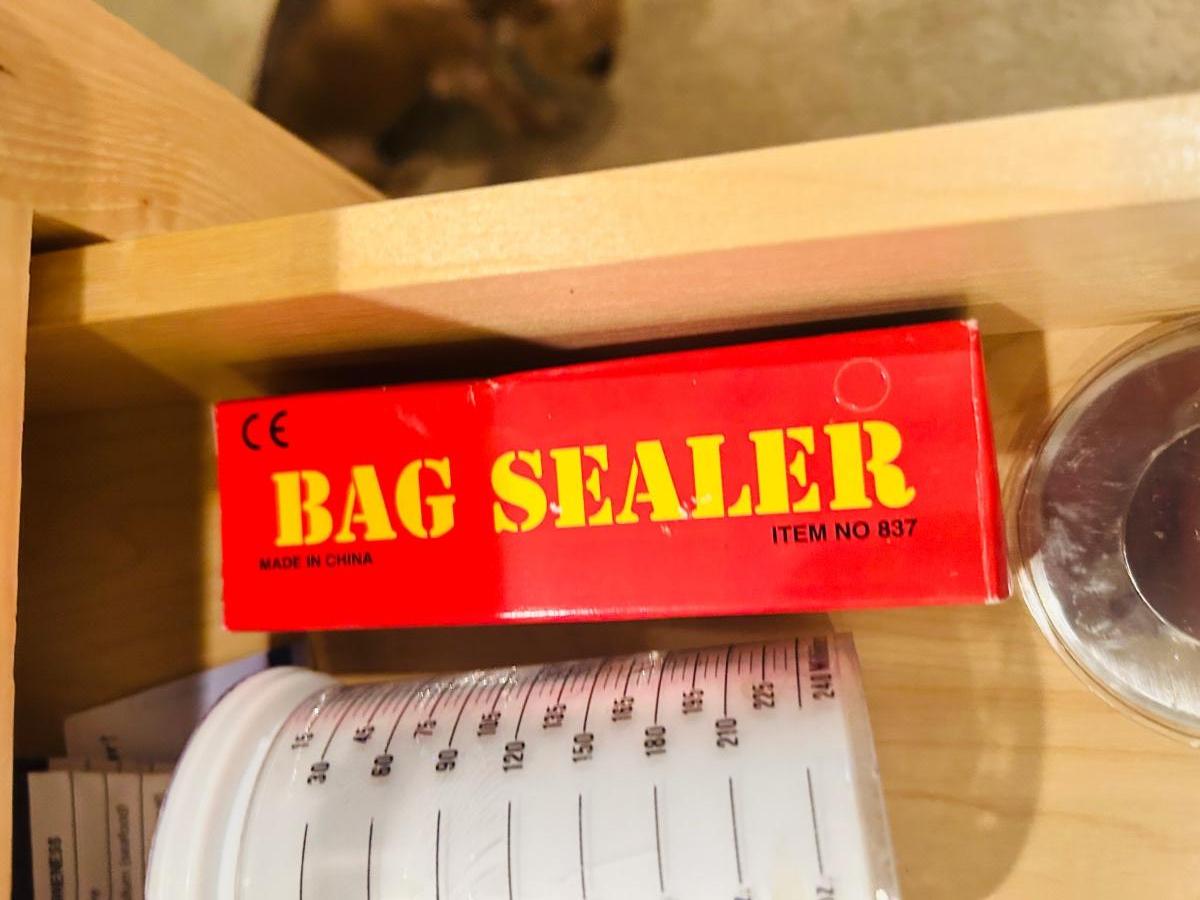 CE
BAG SEALER
MADE IN CHINA
ITEM NO 837
15 45 75 105 135 165 195 225 240
30 60 90 120 150 180 210